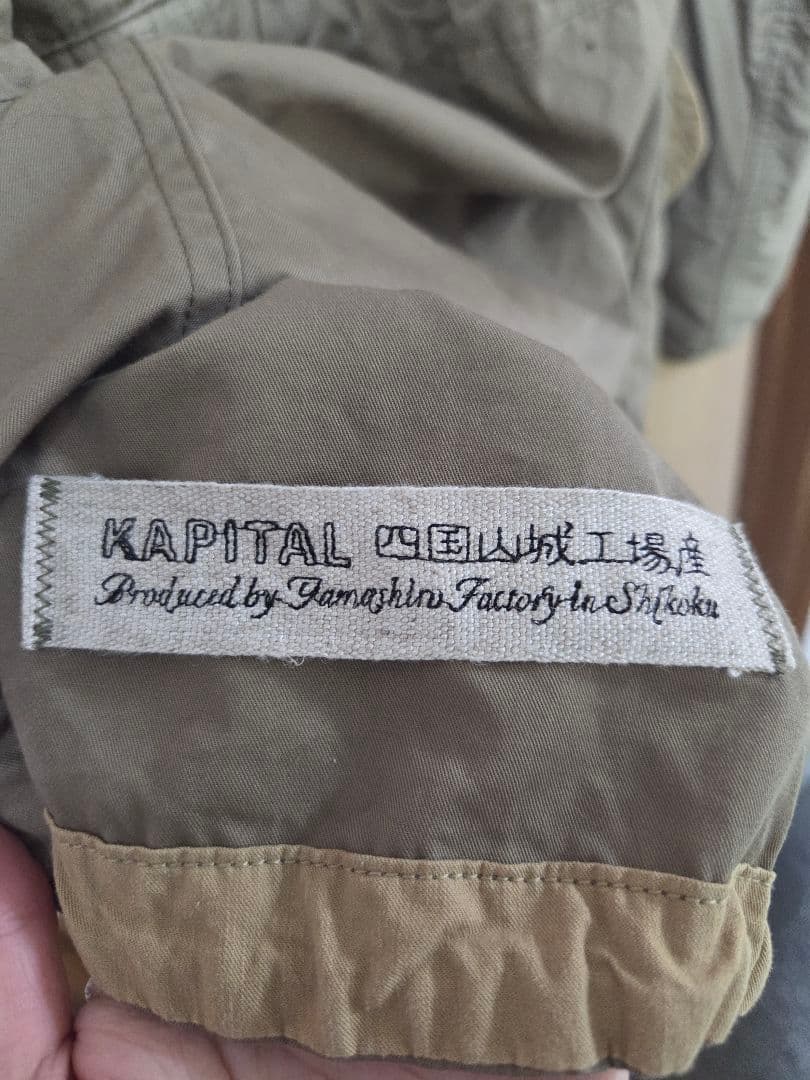 KAPITAL 四国山城工場産
Produced by Yamashiro Factory in Shikoku